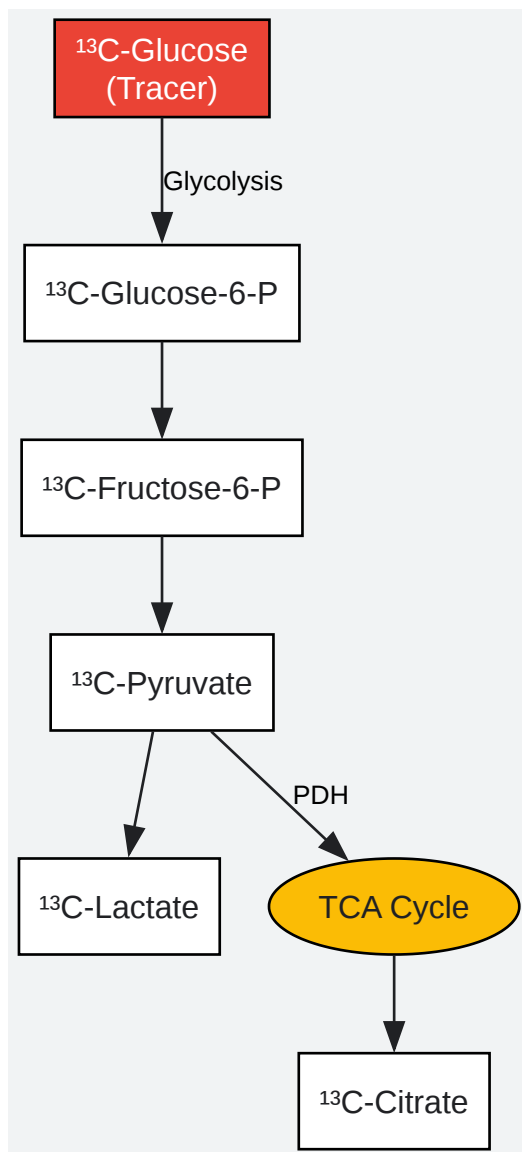 ¹³C-Glucose
(Tracer)
Glycolysis
¹³C-Glucose-6-P
¹³C-Fructose-6-P
¹³C-Pyruvate
PDH
¹³C-Lactate
TCA Cycle
¹³C-Citrate